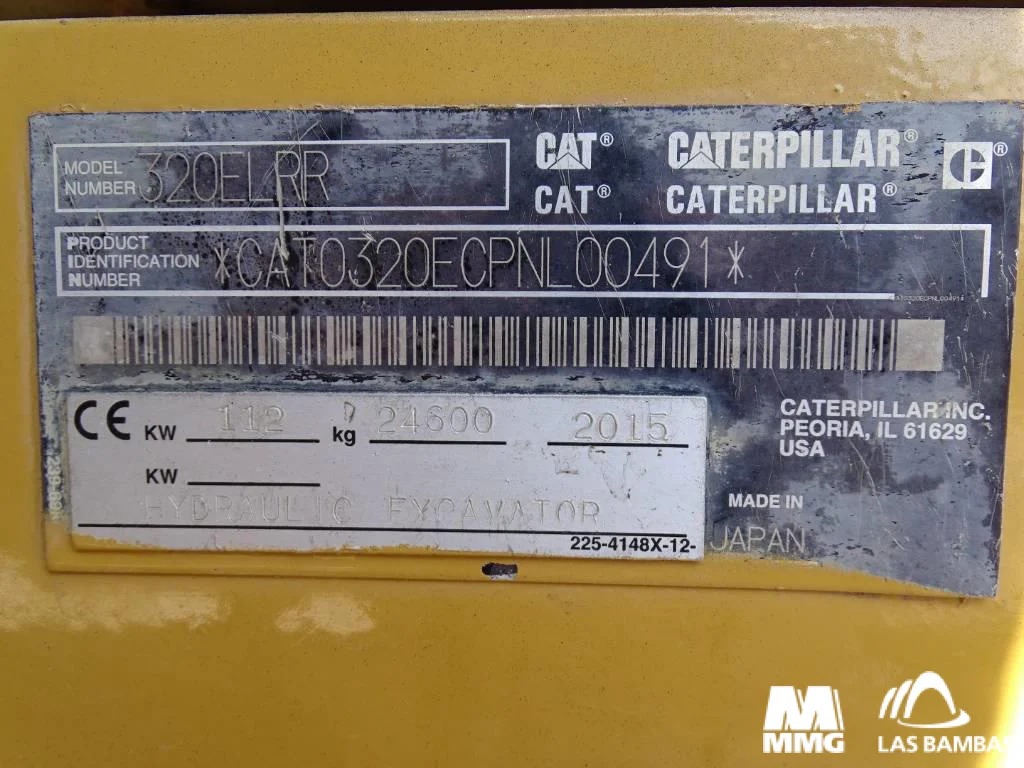 MODEL NUMBER 320ELRR
CAT® CATERPILLAR® ®
CAT® CATERPILLAR®
PRODUCT
IDENTIFICATION
NUMBER
*CAT0320ECPNL00491*
*CAT0320ECPNL00491*
CE KW 112 kg 24600 2015
KW
HYDRAULIC EXCAVATOR
225-4148X-12-
CATERPILLAR INC.
PEORIA, IL 61629
USA
MADE IN
JAPAN
MMG
LAS BAMBAS